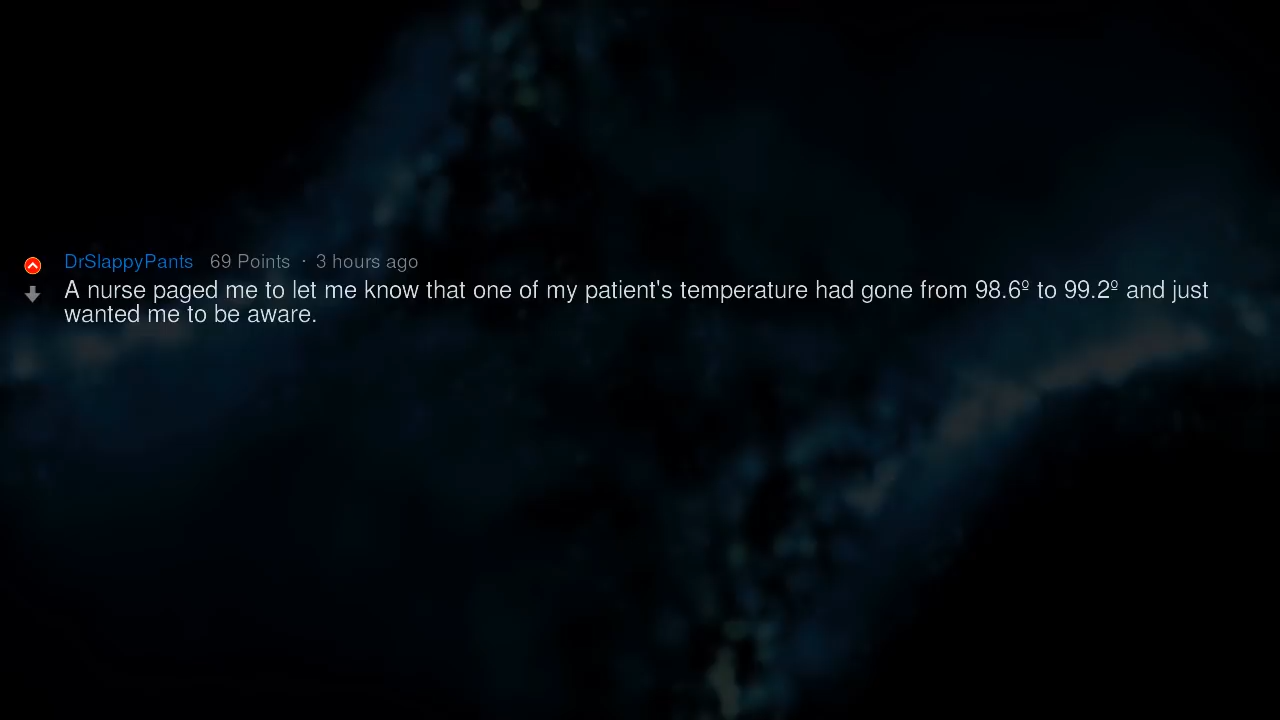 DrSlappyPants 69 Points · 3 hours ago
A nurse paged me to let me know that one of my patient's temperature had gone from 98.6º to 99.2º and just
wanted me to be aware.